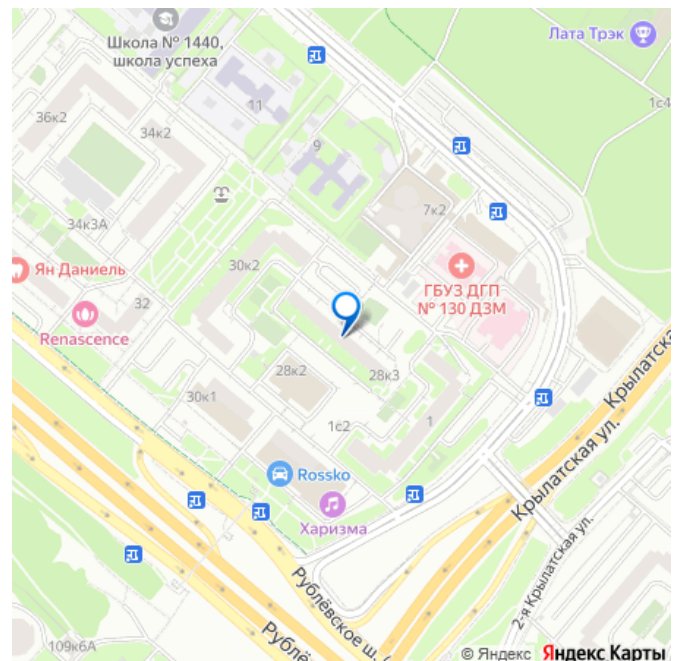 Школа № 1440,
школа успеха
Лата Трэк
1с4
11
36к2
34к2
9
7к2
34к3А
30к2
ГБУЗ ДГП
№ 130 ДЗМ
Ян Даниель
32
Renascence
28к2
28к3
30к1
1
1с2
Крылатска
Крылатская ул.
Rossko
Харизма
2-я Крылатская ул.
Рублёвское ш.
Рублё
109к6А
© Яндекс Яндекс Карты